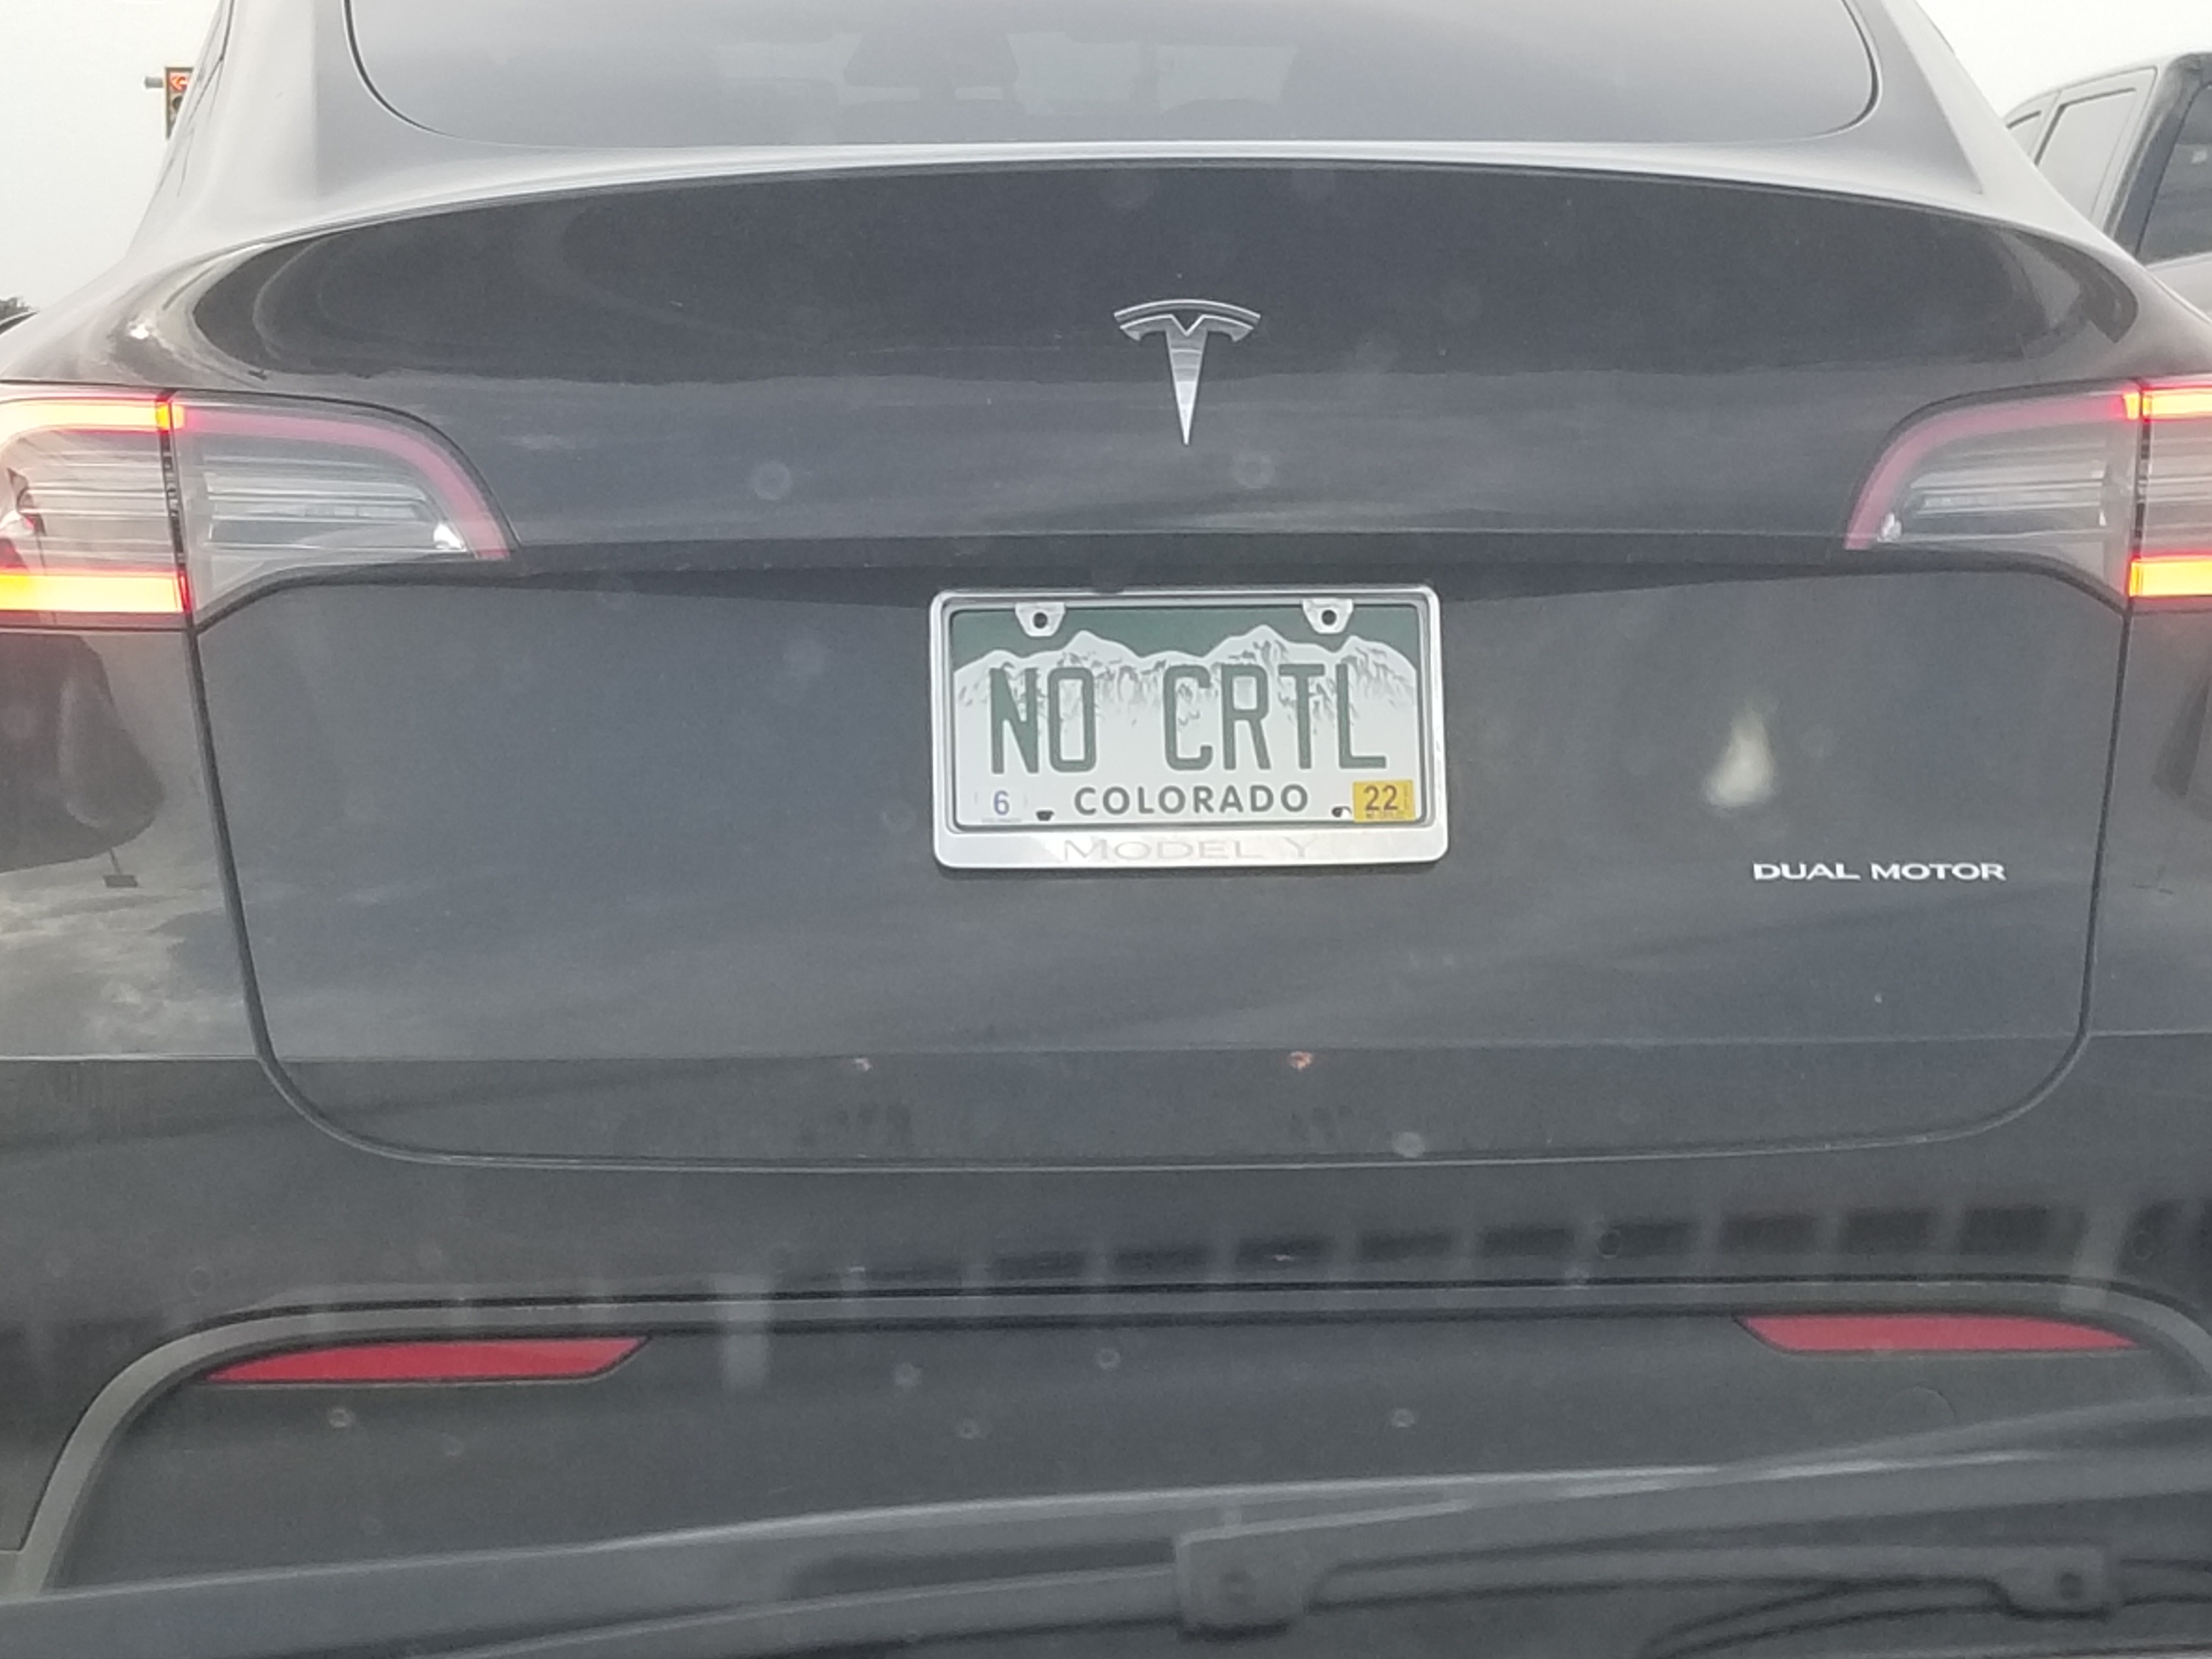 NO CRTL
6 COLORADO 22
MODEL Y
DUAL MOTOR